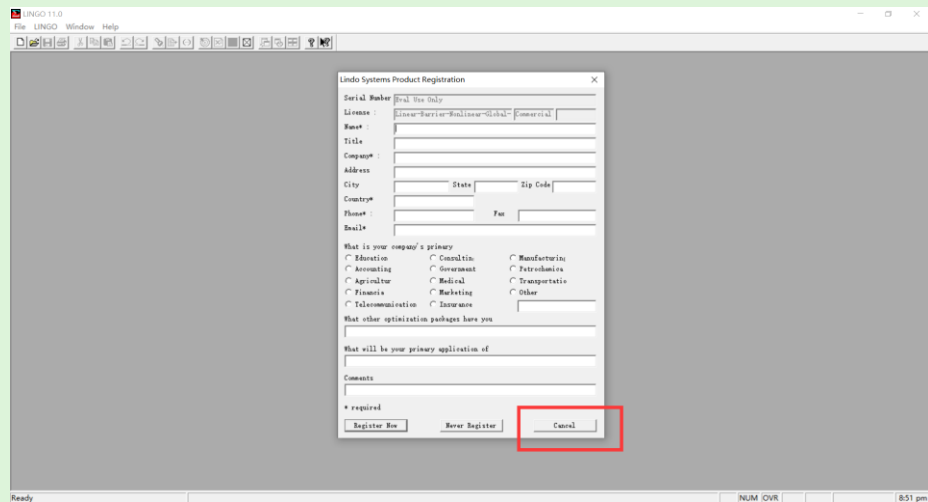 LINGO 11.0
File LINGO Window Help
Lindo Systems Product Registration
Serial Number Eval Use Only
License : Linear-Barrier-Nonlinear-Global- Commercial
Name* :
Title
Company* :
Address
City State Zip Code
Country*
Phone* : Fax
Email*
What is your company's primary
Education Consultin Manufacturing
Accounting Government Petrochemica
Agricultur Medical Transportatio
Financia Marketing Other
Telecommunication Insurance
What other optimization packages have you
What will be your primary application of
Comments
* required
Register Now Never Register Cancel
Ready NUM OVR 8:51 pm